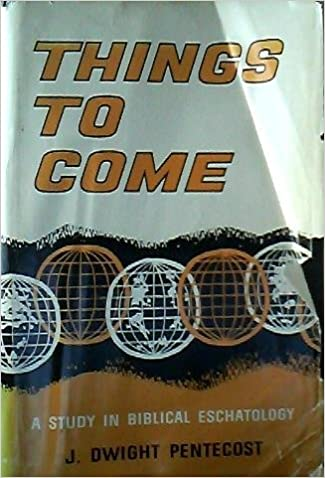 THINGS
TO
COME
A STUDY IN BIBLICAL ESCHATOLOGY
J. DWIGHT PENTECOST